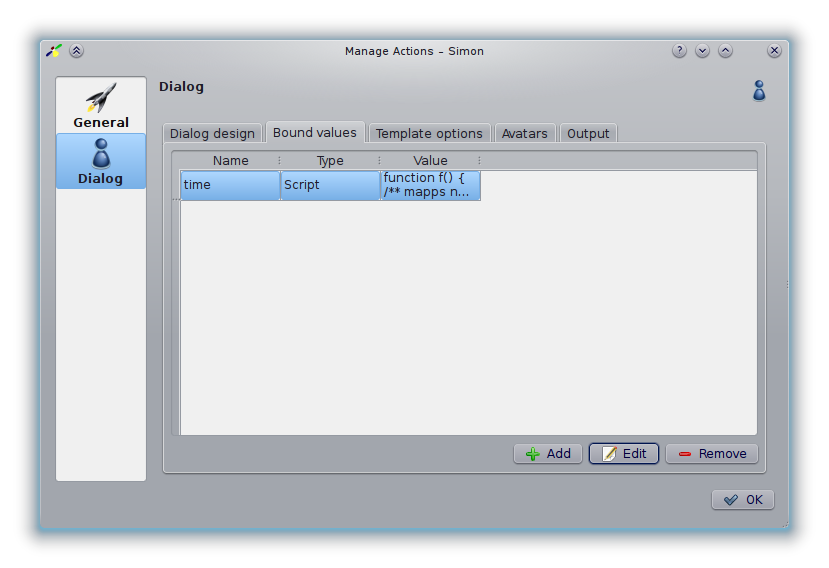 Manage Actions – Simon
General
Dialog
Dialog
Dialog design
Bound values
Template options
Avatars
Output
Name
Type
Value
time
Script
function f() {
/** mapps n...
Add
Edit
Remove
OK